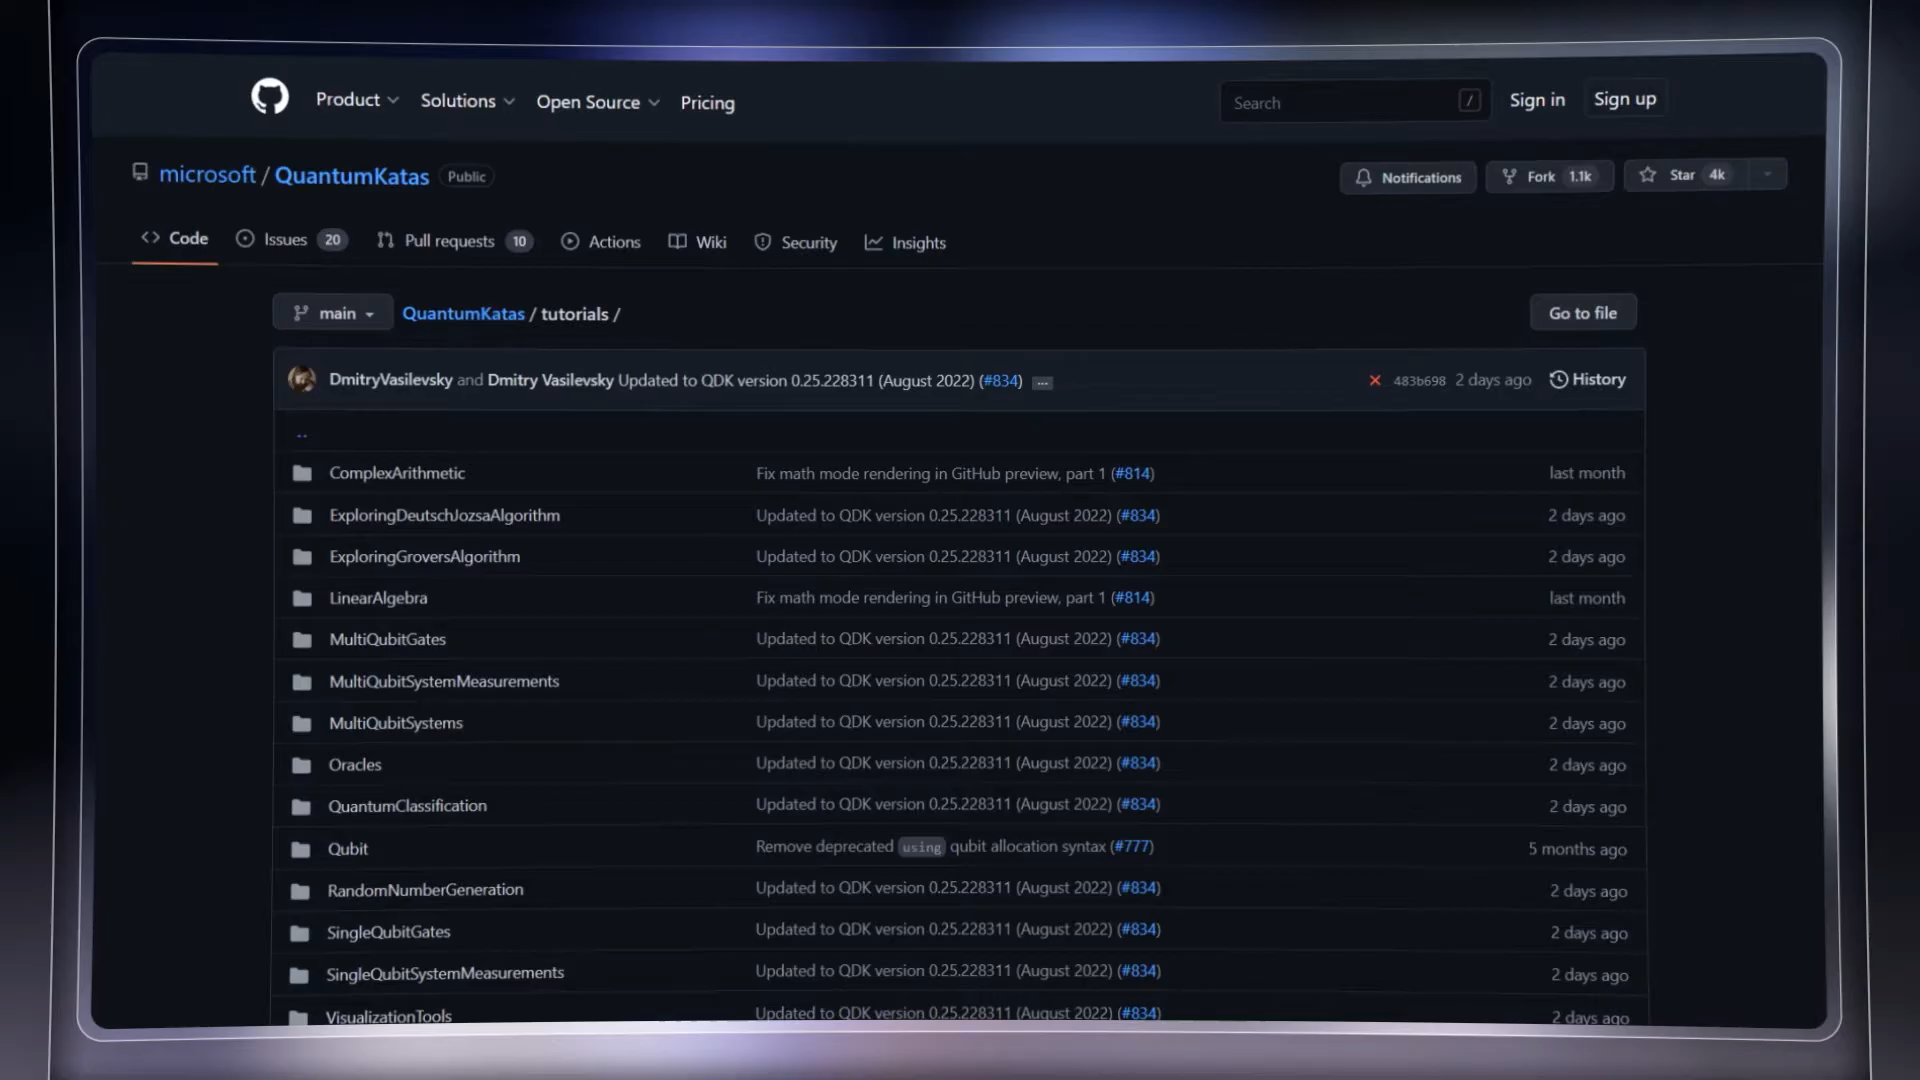 Product Solutions Open Source Pricing Search / Sign in Sign up
microsoft / QuantumKatas Public Notifications Fork 1.1k Star 4k
Code Issues 20 Pull requests 10 Actions Wiki Security Insights
main QuantumKatas / tutorials / Go to file
DmitryVasilevsky and Dmitry Vasilevsky Updated to QDK version 0.25.228311 (August 2022) (#834) ... 483b698 2 days ago History
..
ComplexArithmetic Fix math mode rendering in GitHub preview, part 1 (#814) last month
ExploringDeutschJozsaAlgorithm Updated to QDK version 0.25.228311 (August 2022) (#834) 2 days ago
ExploringGroversAlgorithm Updated to QDK version 0.25.228311 (August 2022) (#834) 2 days ago
LinearAlgebra Fix math mode rendering in GitHub preview, part 1 (#814) last month
MultiQubitGates Updated to QDK version 0.25.228311 (August 2022) (#834) 2 days ago
MultiQubitSystemMeasurements Updated to QDK version 0.25.228311 (August 2022) (#834) 2 days ago
MultiQubitSystems Updated to QDK version 0.25.228311 (August 2022) (#834) 2 days ago
Oracles Updated to QDK version 0.25.228311 (August 2022) (#834) 2 days ago
QuantumClassification Updated to QDK version 0.25.228311 (August 2022) (#834) 2 days ago
Qubit Remove deprecated using qubit allocation syntax (#777) 5 months ago
RandomNumberGeneration Updated to QDK version 0.25.228311 (August 2022) (#834) 2 days ago
SingleQubitGates Updated to QDK version 0.25.228311 (August 2022) (#834) 2 days ago
SingleQubitSystemMeasurements Updated to QDK version 0.25.228311 (August 2022) (#834) 2 days ago
VisualizationTools Updated to QDK version 0.25.228311 (August 2022) (#834) 2 days ago